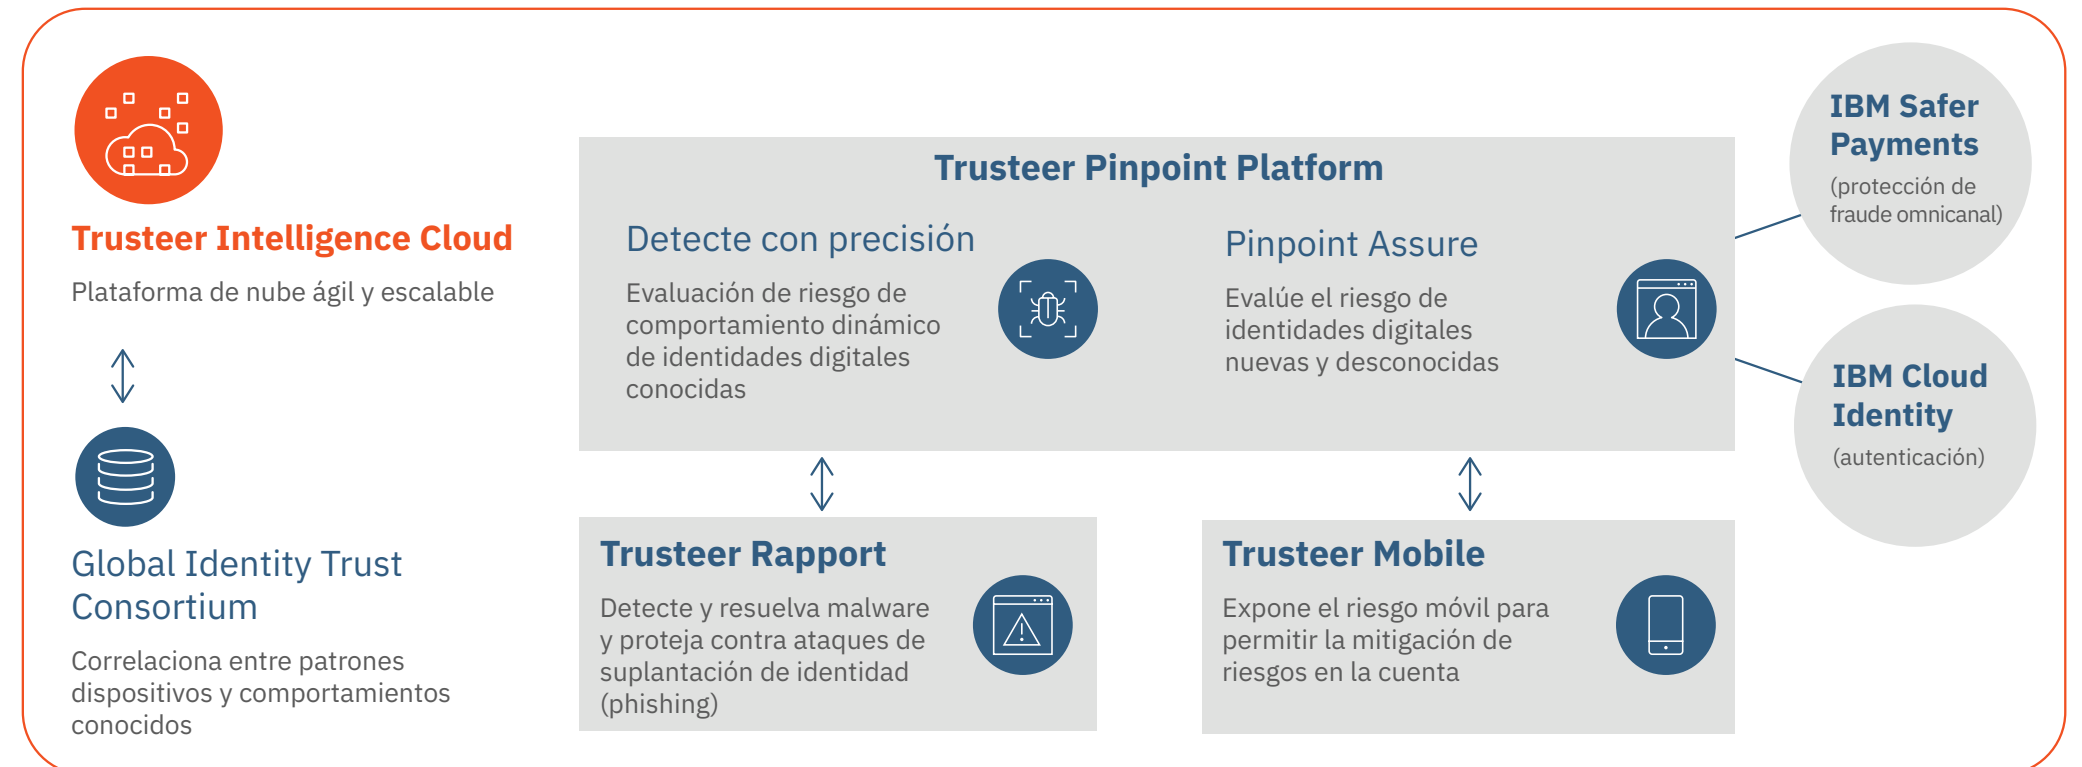 Trusteer Intelligence Cloud
Plataforma de nube ágil y escalable
Global Identity Trust
Consortium
Correlaciona entre patrones
dispositivos y comportamientos
conocidos
Trusteer Pinpoint Platform
Detecte con precisión
Evaluación de riesgo de
comportamiento dinámico
de identidades digitales
conocidas
Pinpoint Assure
Evalúe el riesgo de
identidades digitales
nuevas y desconocidas
Trusteer Rapport
Detecte y resuelva malware
y proteja contra ataques de
suplantación de identidad
(phishing)
Trusteer Mobile
Expone el riesgo móvil para
permitir la mitigación de
riesgos en la cuenta
IBM Safer
Payments
(protección de
fraude omnicanal)
IBM Cloud
Identity
(autenticación)